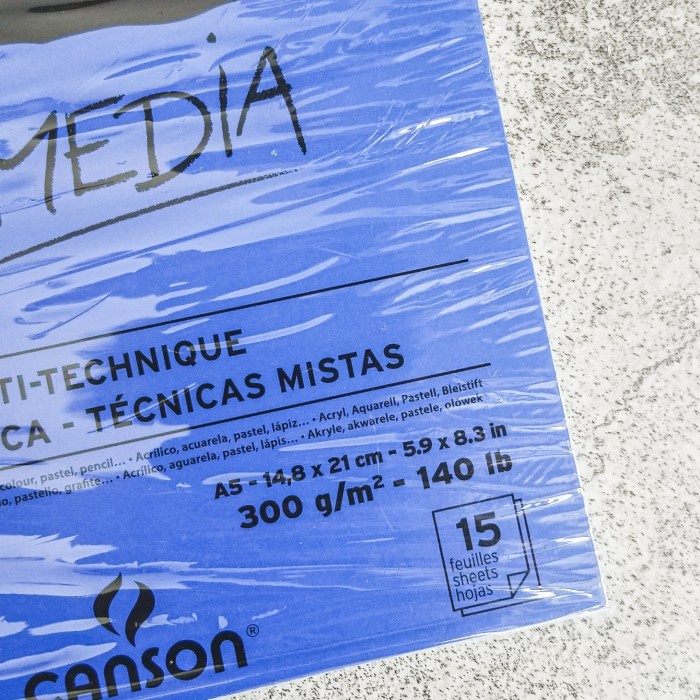 MEDIA
TI-TECHNIQUE
CA - TÉCNICAS MISTAS
colour, pastel, pencil... • Acrílico, acuarela, pastel, lápiz... • Acryl, Aquarell, Pastell, Bleistift
pastello, grafite... • Acrílico, aguarela, pastel, lápis... • Akryle, akwarele, pastele, ołówek
A5 - 14,8 x 21 cm - 5.9 x 8.3 in
300 g/m² - 140 lb
15
feuilles
sheets
hojas
CANSON®